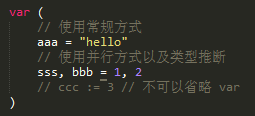 var (
    // 使用常规方式
    aaa = "hello"
    // 使用并行方式以及类型推断
    sss, bbb = 1, 2
    // ccc := 3 // 不可以省略 var
)